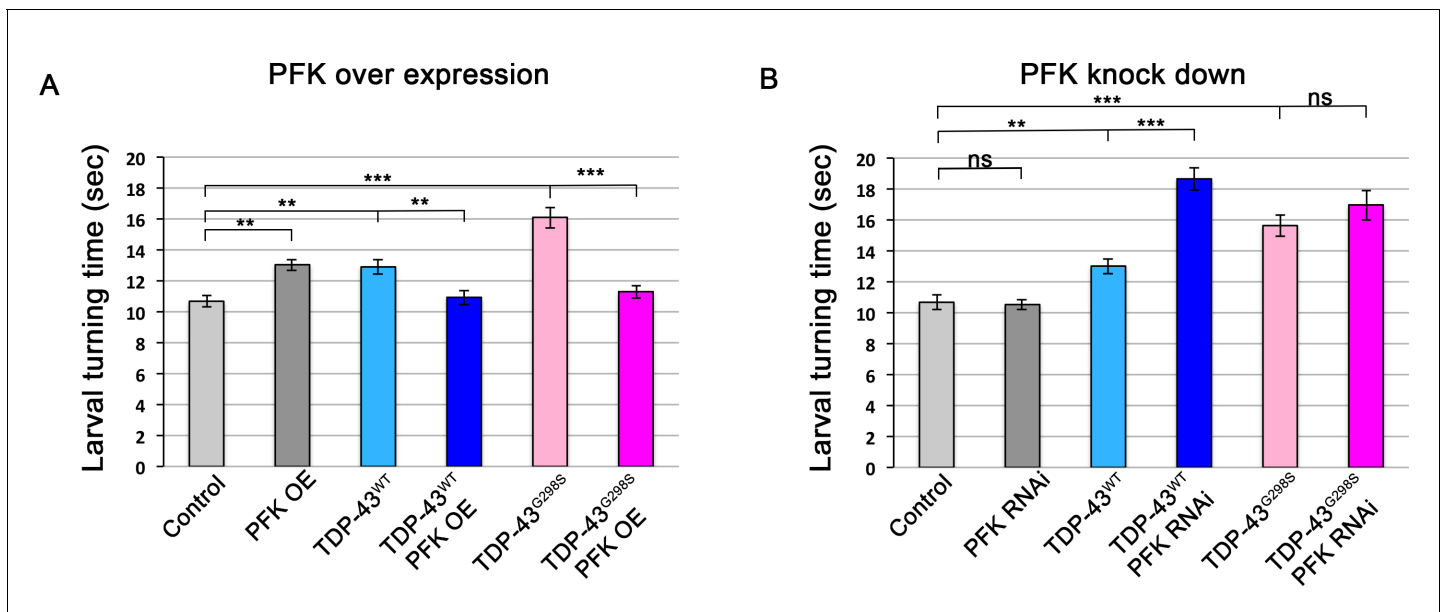 A
PFK over expression
Larval turning time (sec)
20
18
16
14
12
10
8
6
4
2
0
***
***
**
**
**
Control
PFK OE
TDP-43ᵂᵀ
TDP-43ᵂᵀ
PFK OE
TDP-43ᴳ²⁹⁸ˢ
TDP-43ᴳ²⁹⁸ˢ
PFK OE
B
PFK knock down
Larval turning time (sec)
***
ns
**
***
ns
20
18
16
14
12
10
8
6
4
2
0
Control
PFK RNAi
TDP-43ᵂᵀ
TDP-43ᵂᵀ
PFK RNAi
TDP-43ᴳ²⁹⁸ˢ
TDP-43ᴳ²⁹⁸ˢ
PFK RNAi